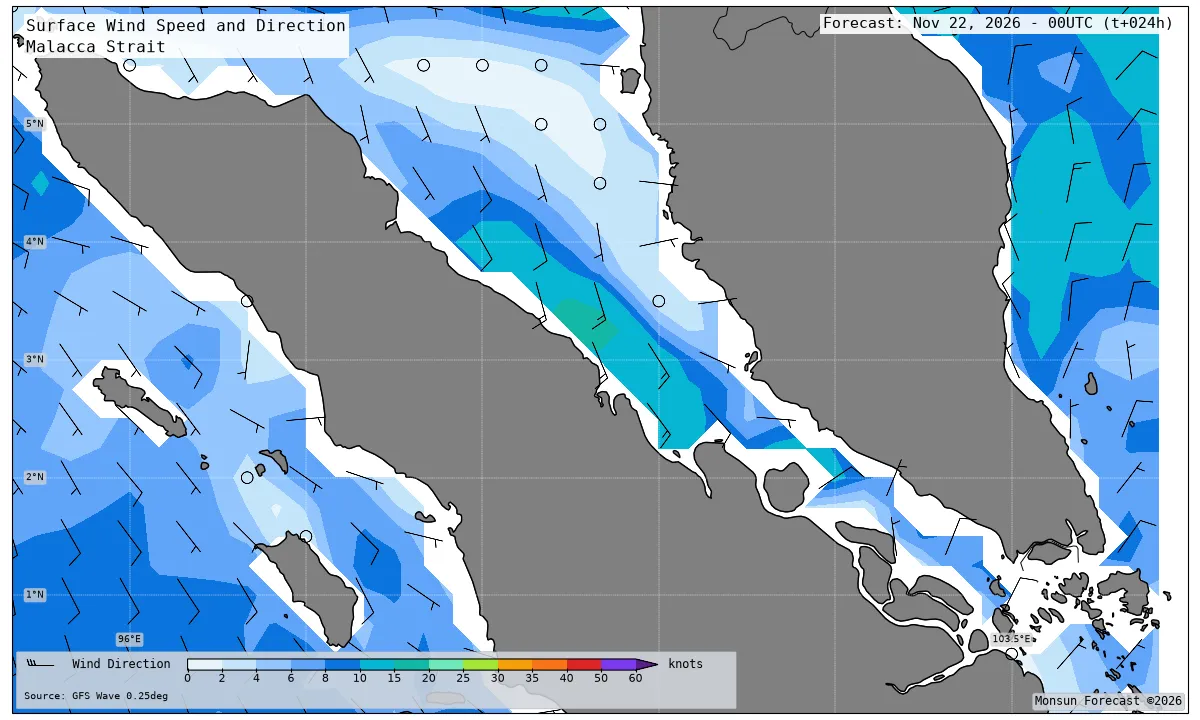 Surface Wind Speed and Direction
Malacca Strait
Forecast: Nov 22, 2026 - 00UTC (t+024h)
5°N
4°N
3°N
2°N
1°N
96°E
103.5°E
Wind Direction
knots
0 2 4 6 8 10 15 20 25 30 35 40 50 60
Source: GFS Wave 0.25deg
Monsun Forecast ©2026